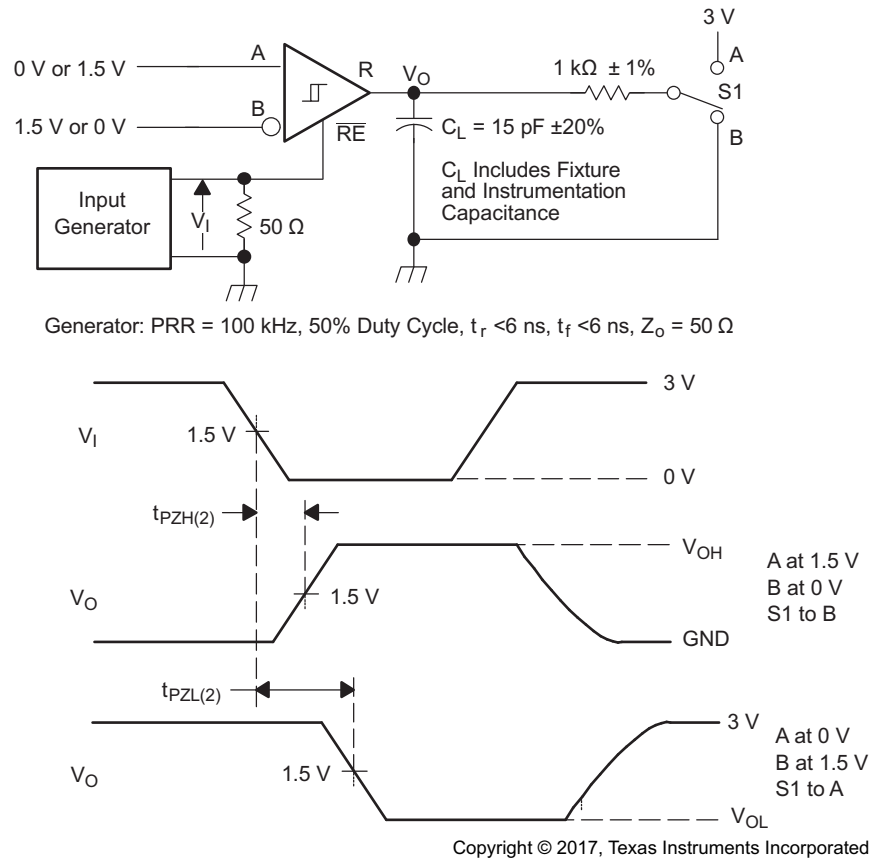 3 V
A
0 V or 1.5 V
A
R
V_O
1 kΩ ± 1%
S1
B
1.5 V or 0 V
R̅E̅
C_L = 15 pF ±20%
B
Input
Generator
V_I
50 Ω
C_L Includes Fixture
and Instrumentation
Capacitance
Generator: PRR = 100 kHz, 50% Duty Cycle, t_r <6 ns, t_f <6 ns, Z_o = 50 Ω
3 V
V_I
1.5 V
0 V
t_PZH(2)
V_OH
A at 1.5 V
B at 0 V
S1 to B
V_O
1.5 V
GND
t_PZL(2)
3 V
A at 0 V
B at 1.5 V
S1 to A
V_O
1.5 V
V_OL
Copyright © 2017, Texas Instruments Incorporated